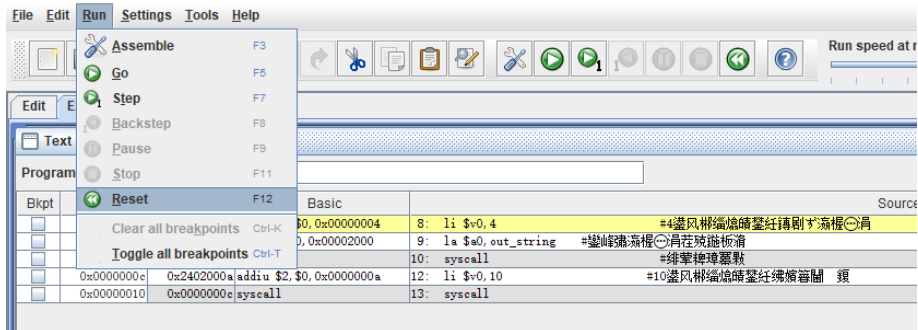 File Edit Run Settings Tools Help
Assemble F3
Go F5
Step F7
Backstep F8
Pause F9
Stop F11
Reset F12
Clear all breakpoints Ctrl-K
Toggle all breakpoints Ctrl-T
Run speed at
Edit
Text
Program
Bkpt Basic Source
$0, 0x00000004 8: li $v0, 4
0, 0x00002000 9: la $a0, out_string
10: syscall
0x0000000c 0x2402000a addiu $2, $0, 0x0000000a 12: li $v0, 10
0x00000010 0x0000000c syscall 13: syscall